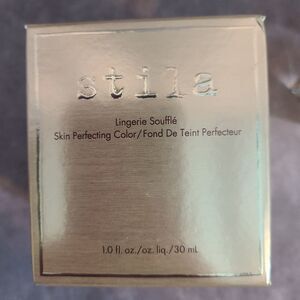 stila
Lingerie Soufflé
Skin Perfecting Color/Fond De Teint Perfecteur
1.0 fl. oz./oz. liq./30 mL